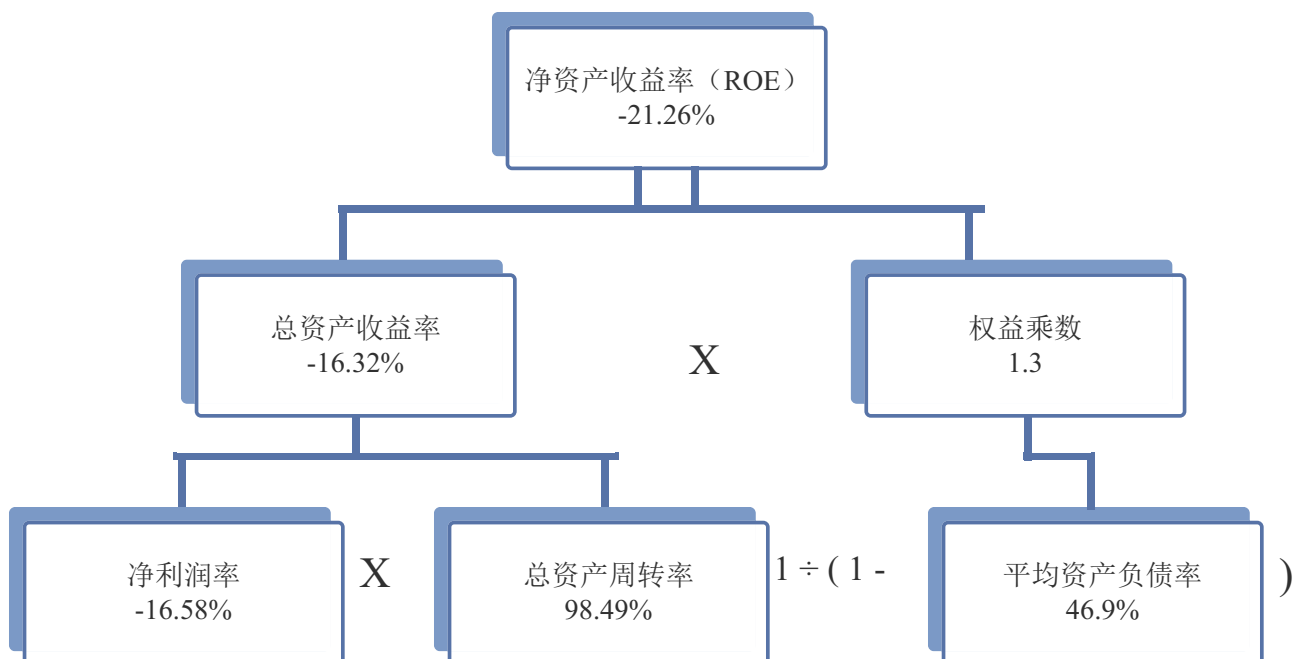 净资产收益率（ROE）
-21.26%
总资产收益率
-16.32%
X
权益乘数
1.3
净利润率
-16.58%
X
总资产周转率
98.49%
1 ÷ ( 1 -
平均资产负债率
46.9%
)